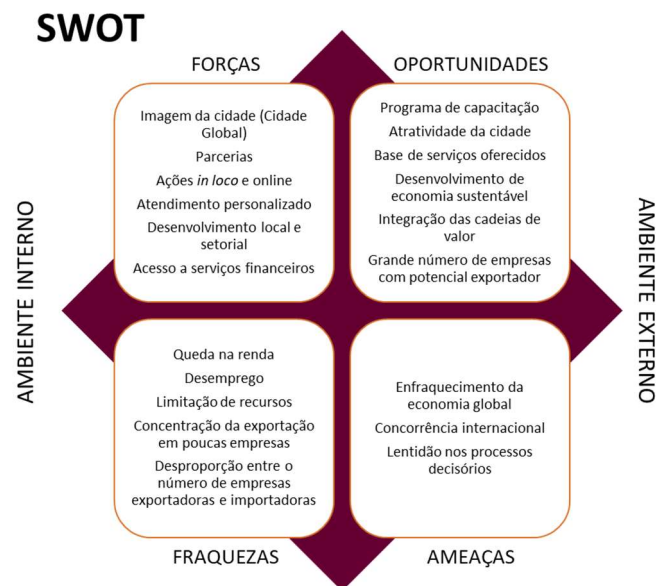 SWOT
FORÇAS
Imagem da cidade (Cidade
Global)
Parcerias
Ações in loco e online
Atendimento personalizado
Desenvolvimento local e
setorial
Acesso a serviços financeiros
OPORTUNIDADES
Programa de capacitação
Atratividade da cidade
Base de serviços oferecidos
Desenvolvimento de
economia sustentável
Integração das cadeias de
valor
Grande número de empresas
com potencial exportador
AMBIENTE INTERNO
AMBIENTE EXTERNO
Queda na renda
Desemprego
Limitação de recursos
Concentração da exportação
em poucas empresas
Desproporção entre o
número de empresas
exportadoras e importadoras
FRAQUEZAS
Enfraquecimento da
economia global
Concorrência internacional
Lentidão nos processos
decisórios
AMEAÇAS